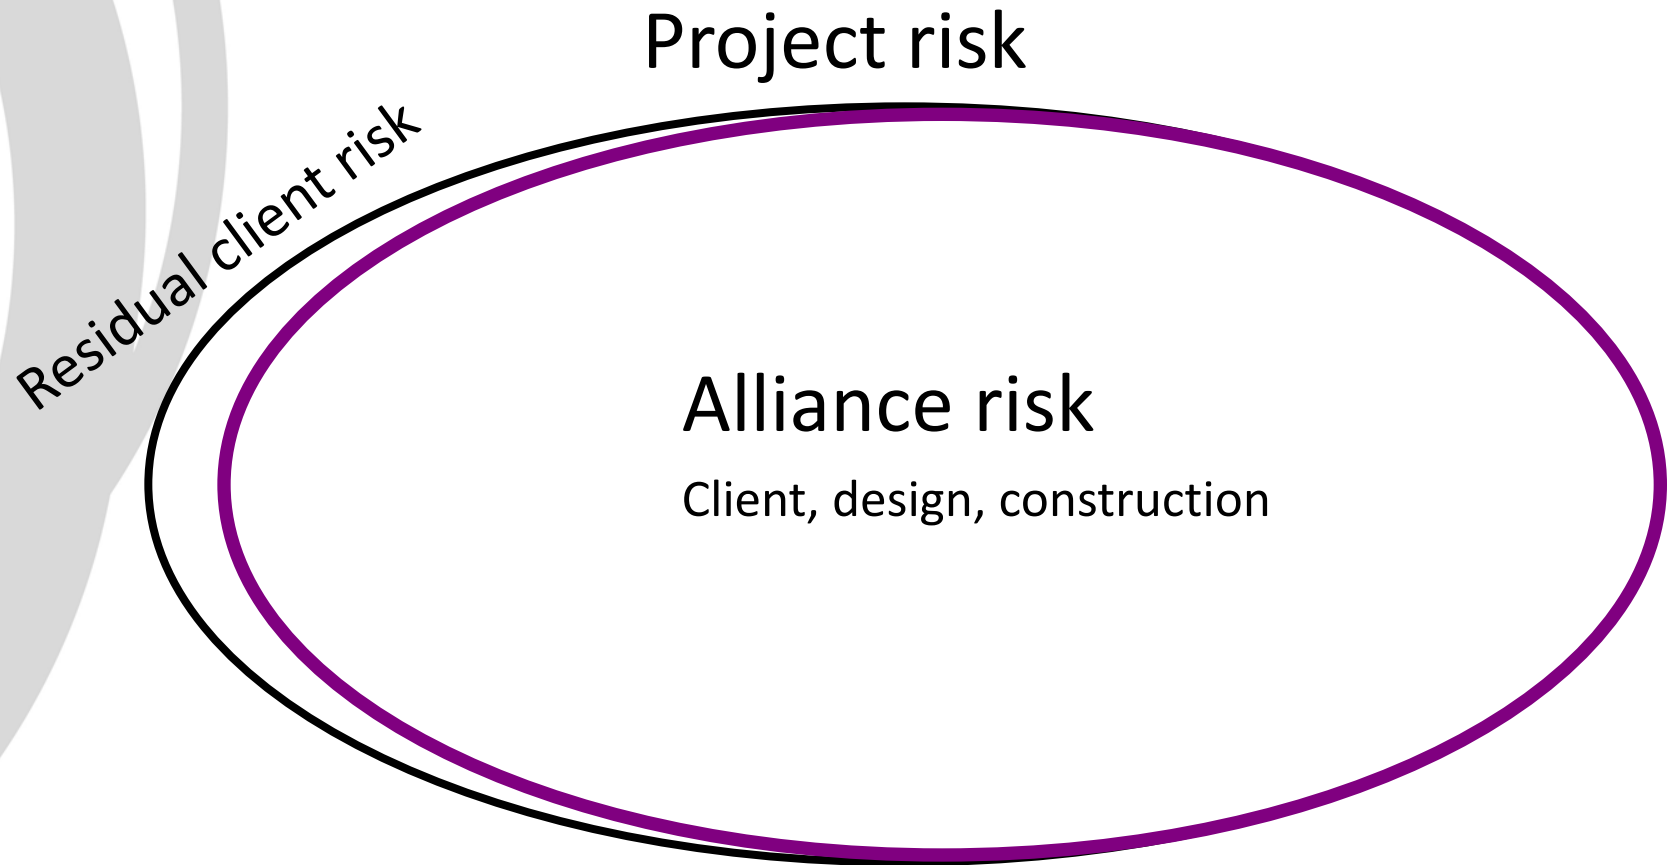 Project risk
Residual client risk
Alliance risk
Client, design, construction